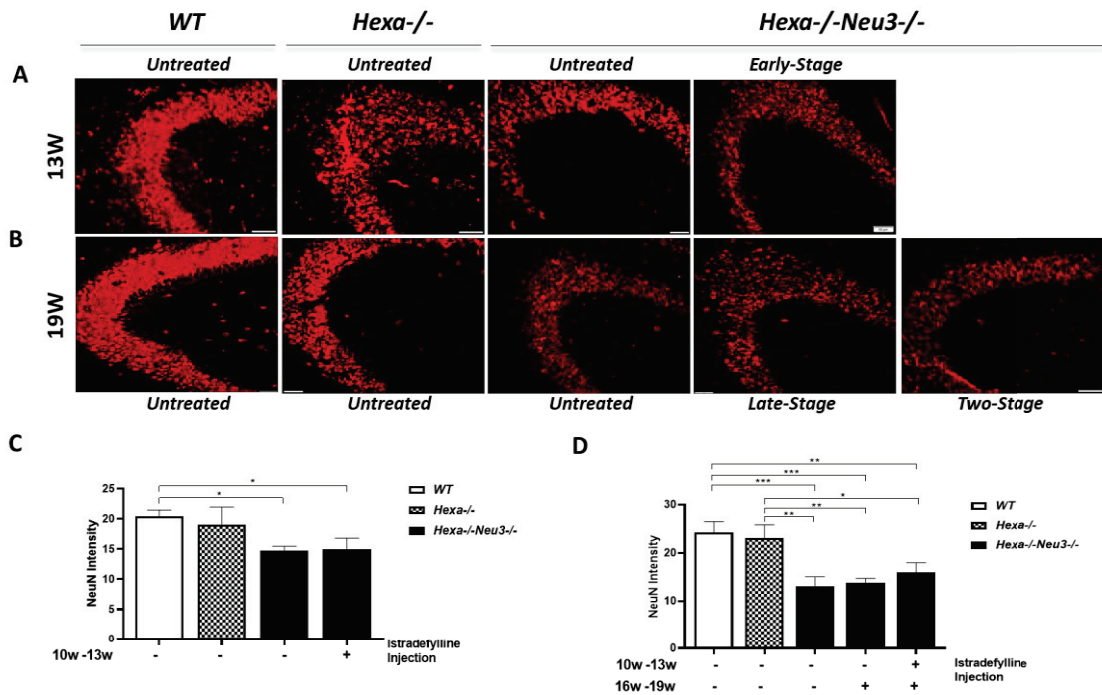 WT Hexa-/- Hexa-/-Neu3-/-
Untreated Untreated Untreated Early-Stage
A
13W
B
19W
Untreated Untreated Untreated Late-Stage Two-Stage
C
* *
WT
Hexa-/-
Hexa-/-Neu3-/-
NeuN Intensity
25
20
15
10
5
0
10w -13w - - - + Istradefylline Injection
D
**
***
***
*
**
**
WT
Hexa-/-
Hexa-/-Neu3-/-
NeuN Intensity
30
20
10
0
10w -13w - - - - + Istradefylline
Injection
16w -19w - - - + +